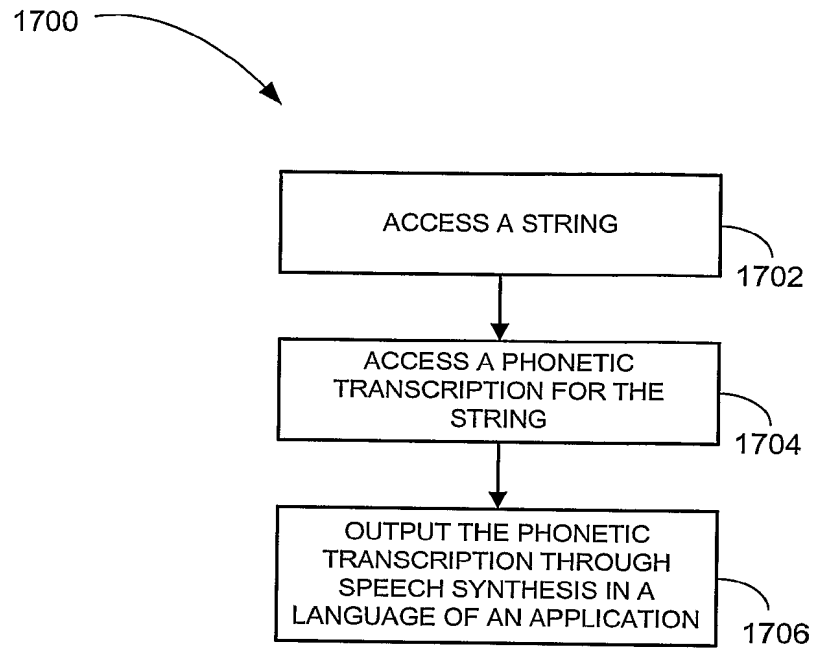 1700
ACCESS A STRING
1702
ACCESS A PHONETIC
TRANSCRIPTION FOR THE
STRING
1704
OUTPUT THE PHONETIC
TRANSCRIPTION THROUGH
SPEECH SYNTHESIS IN A
LANGUAGE OF AN APPLICATION
1706